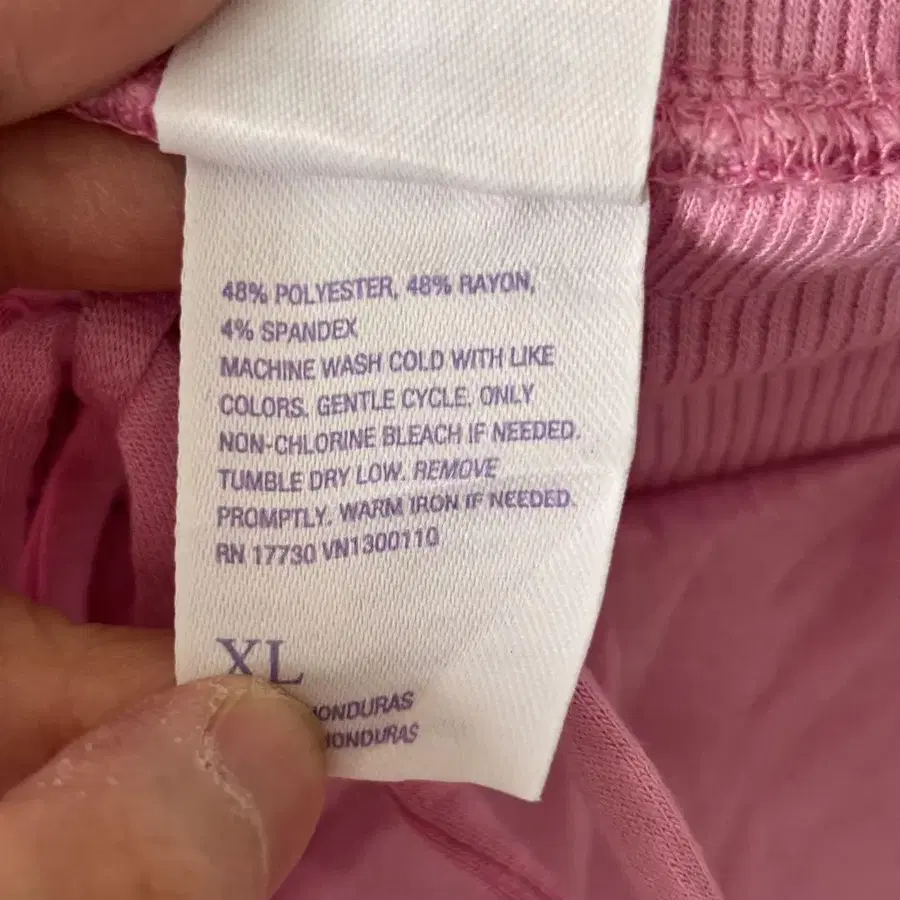 48% POLYESTER, 48% RAYON,
4% SPANDEX
MACHINE WASH COLD WITH LIKE
COLORS. GENTLE CYCLE. ONLY
NON-CHLORINE BLEACH IF NEEDED.
TUMBLE DRY LOW. REMOVE
PROMPTLY. WARM IRON IF NEEDED.
RN 17730 VN1300110
XL
HONDURAS
HONDURAS